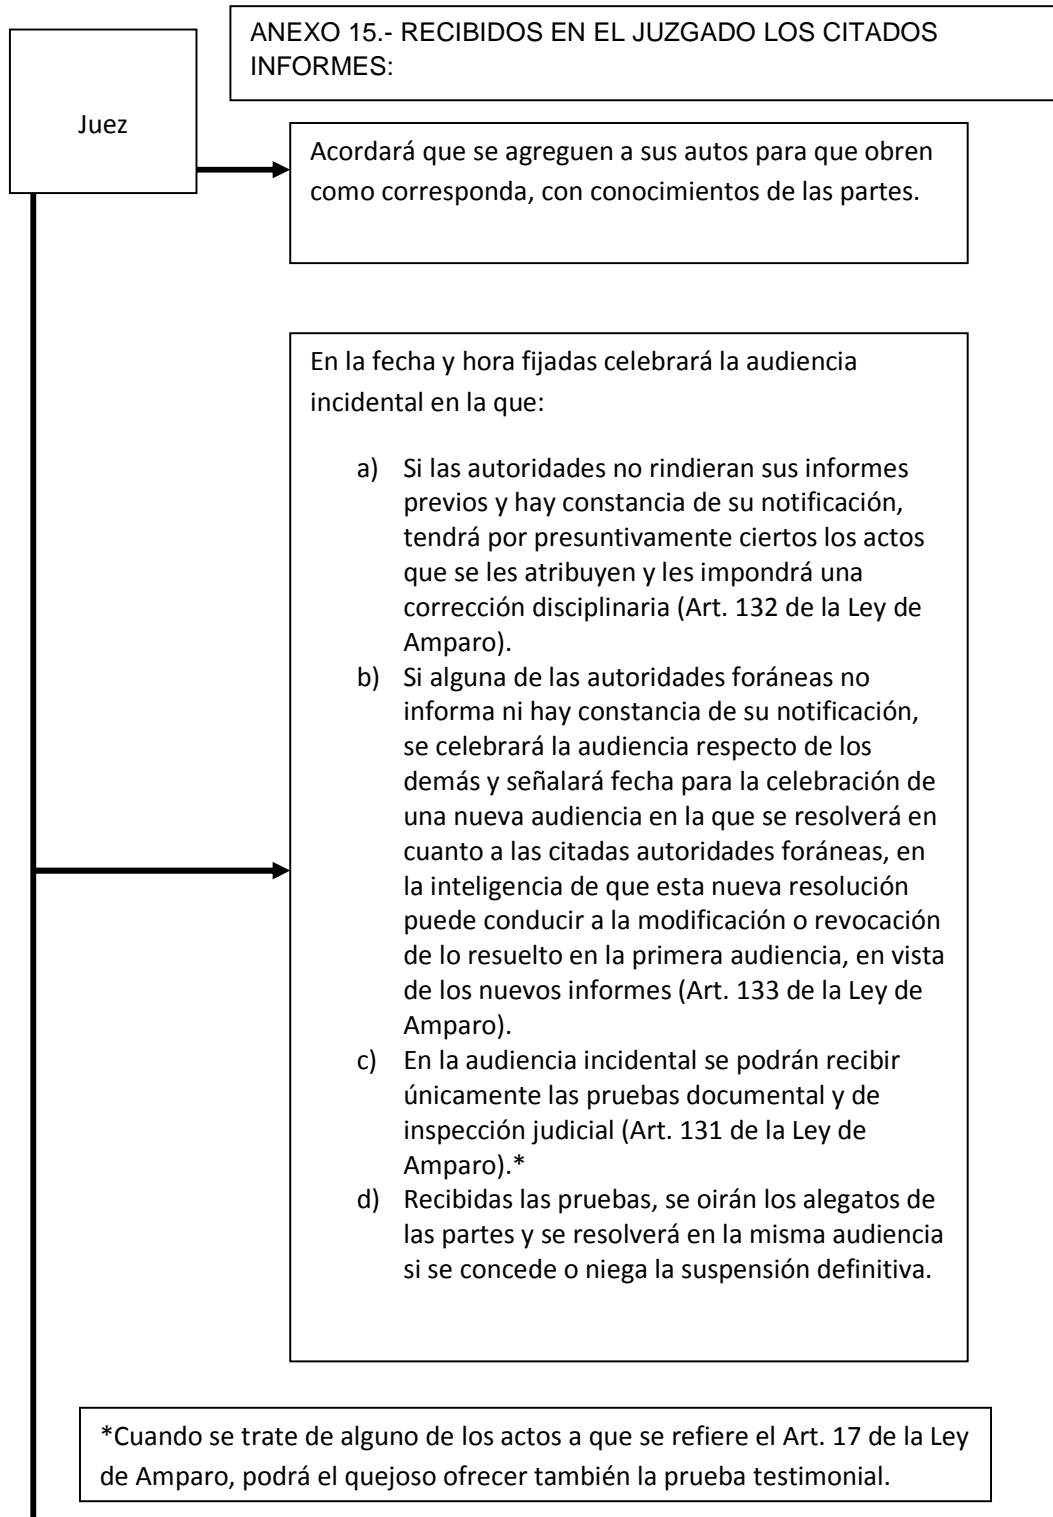 ANEXO 15.- RECIBIDOS EN EL JUZGADO LOS CITADOS
INFORMES:
Juez
Acordará que se agreguen a sus autos para que obren
como corresponda, con conocimientos de las partes.
En la fecha y hora fijadas celebrará la audiencia
incidental en la que:
a) Si las autoridades no rindieran sus informes
previos y hay constancia de su notificación,
tendrá por presuntivamente ciertos los actos
que se les atribuyen y les impondrá una
corrección disciplinaria (Art. 132 de la Ley de
Amparo).
b) Si alguna de las autoridades foráneas no
informa ni hay constancia de su notificación,
se celebrará la audiencia respecto de los
demás y señalará fecha para la celebración de
una nueva audiencia en la que se resolverá en
cuanto a las citadas autoridades foráneas, en
la inteligencia de que esta nueva resolución
puede conducir a la modificación o revocación
de lo resuelto en la primera audiencia, en vista
de los nuevos informes (Art. 133 de la Ley de
Amparo).
c) En la audiencia incidental se podrán recibir
únicamente las pruebas documental y de
inspección judicial (Art. 131 de la Ley de
Amparo).*
d) Recibidas las pruebas, se oirán los alegatos de
las partes y se resolverá en la misma audiencia
si se concede o niega la suspensión definitiva.
*Cuando se trate de alguno de los actos a que se refiere el Art. 17 de la Ley
de Amparo, podrá el quejoso ofrecer también la prueba testimonial.